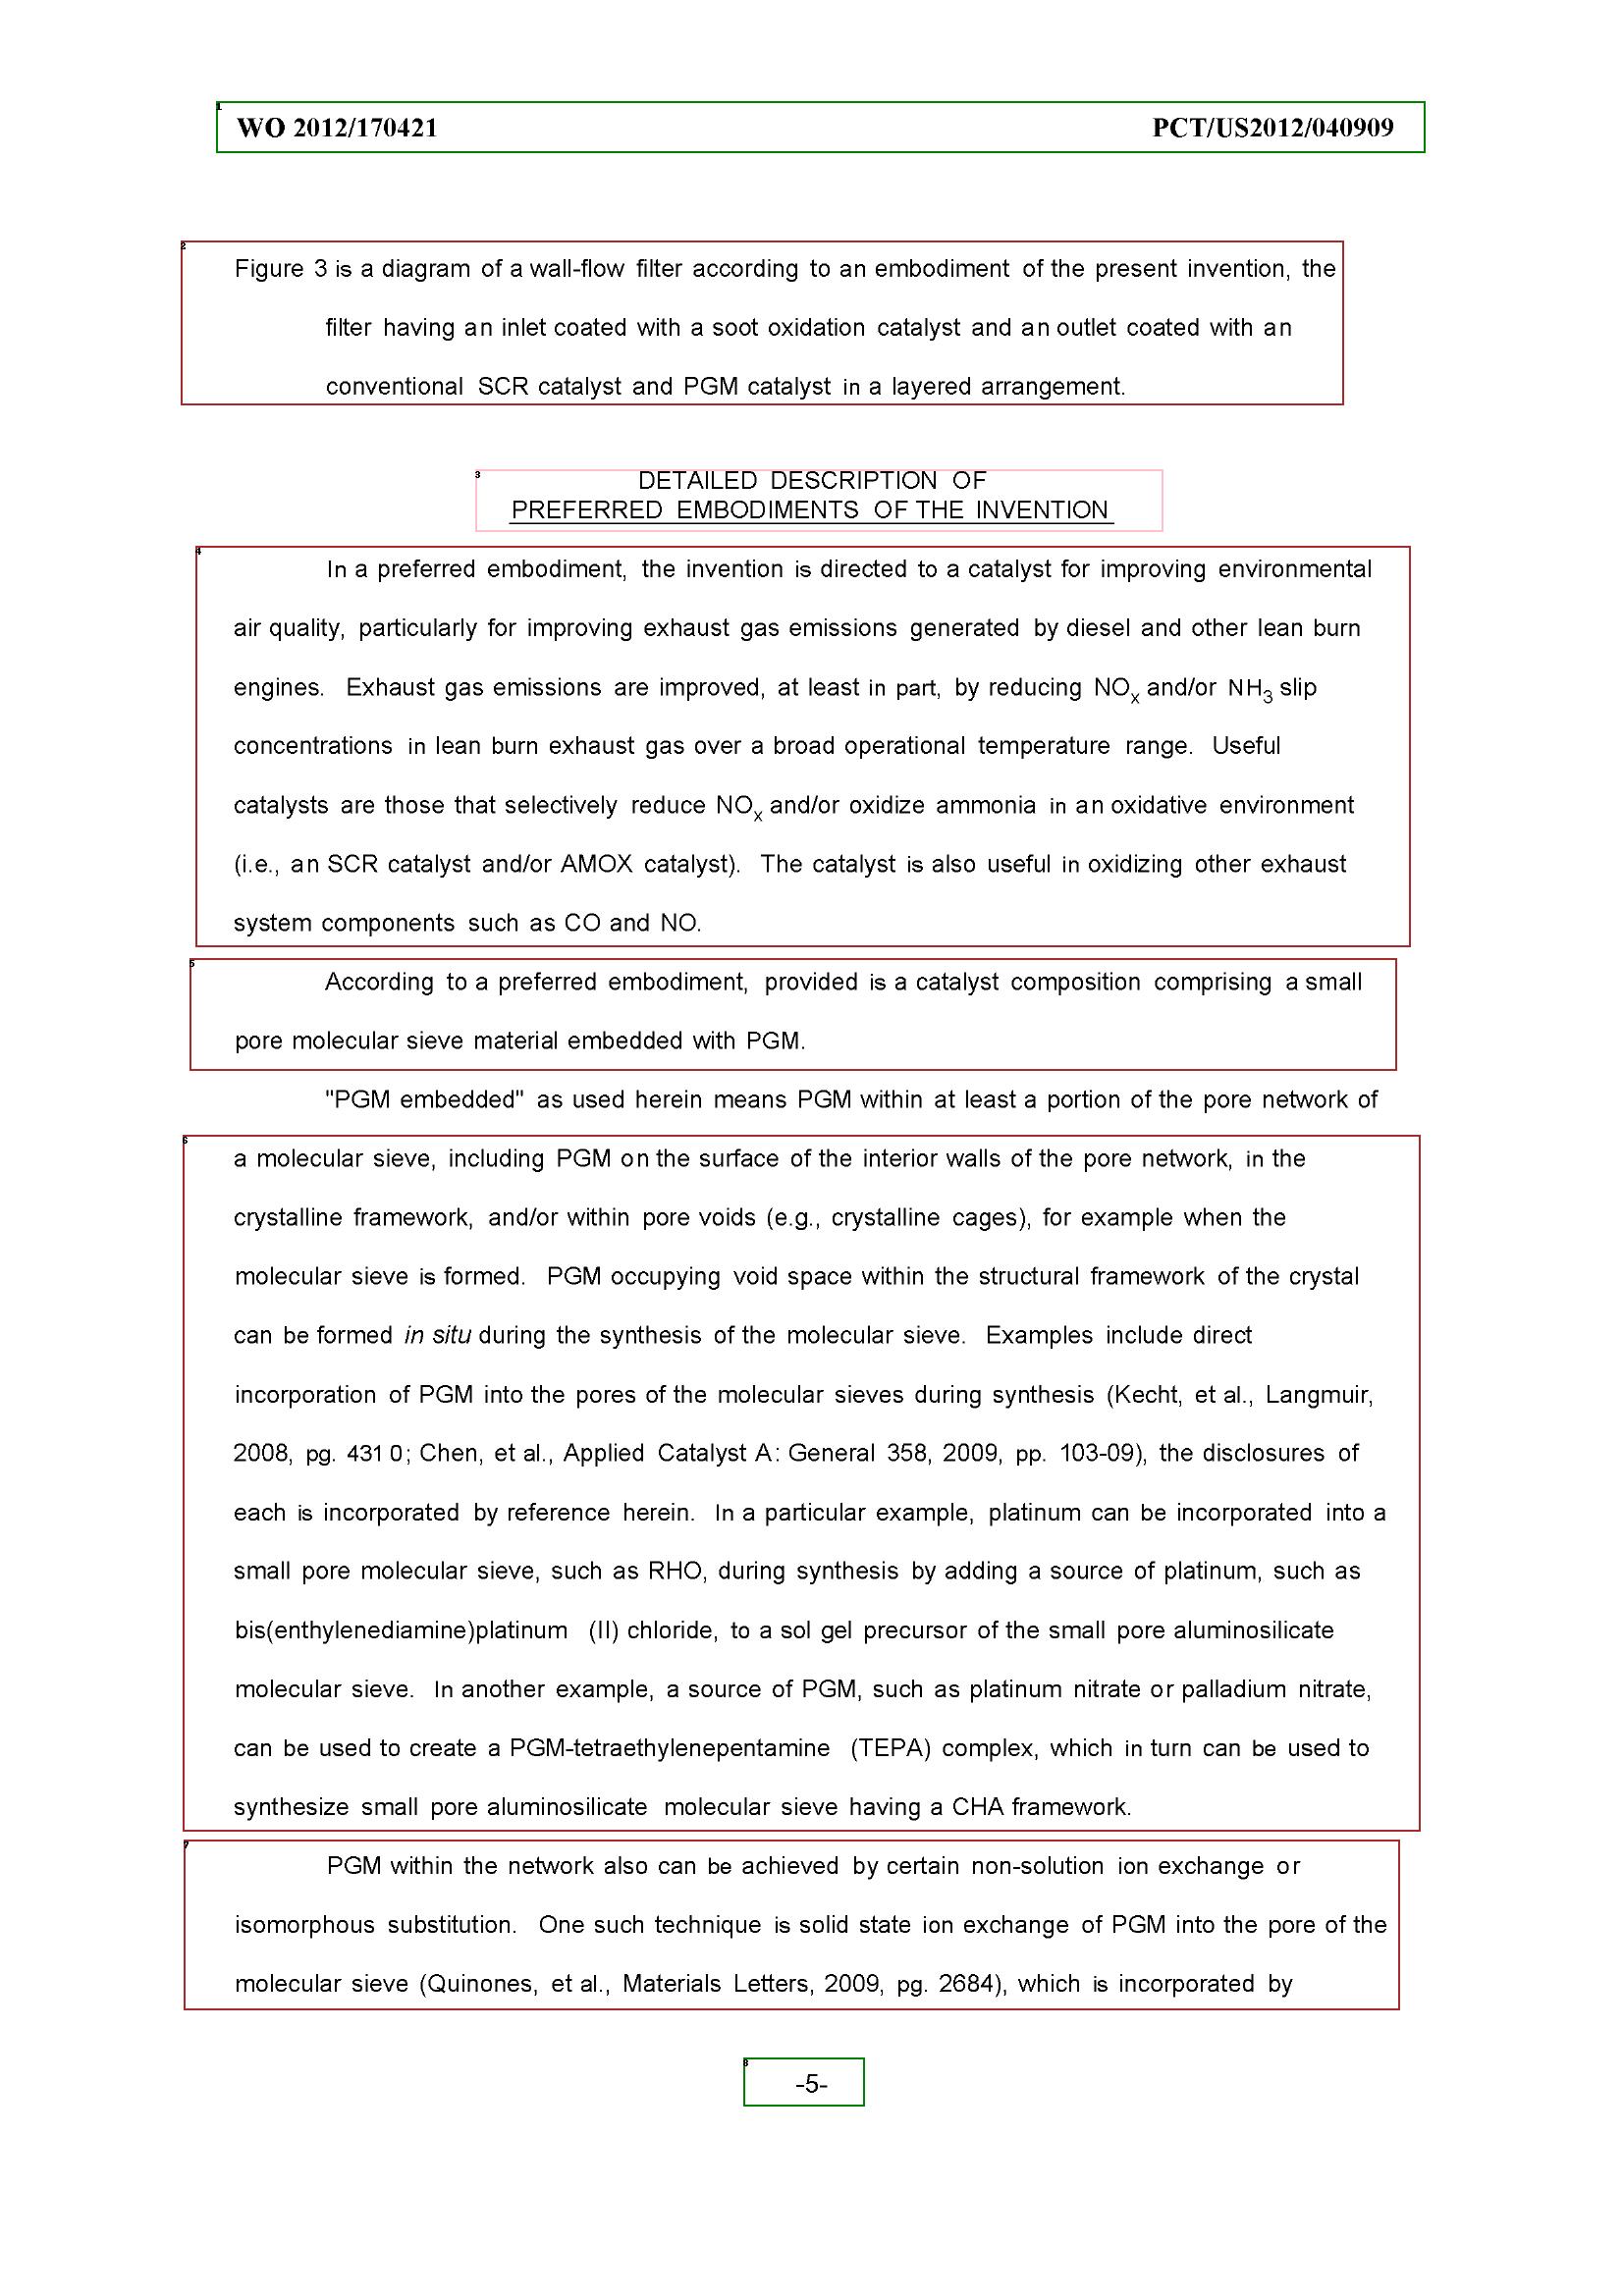 WO 2012/170421 PCT/US2012/040909
Figure 3 is a diagram of a wall-flow filter according to an embodiment of the present invention, the
filter having an inlet coated with a soot oxidation catalyst and an outlet coated with an
conventional SCR catalyst and PGM catalyst in a layered arrangement.
DETAILED DESCRIPTION OF
PREFERRED EMBODIMENTS OF THE INVENTION
In a preferred embodiment, the invention is directed to a catalyst for improving environmental
air quality, particularly for improving exhaust gas emissions generated by diesel and other lean burn
engines. Exhaust gas emissions are improved, at least in part, by reducing NOx and/or NH3 slip
concentrations in lean burn exhaust gas over a broad operational temperature range. Useful
catalysts are those that selectively reduce NOx and/or oxidize ammonia in an oxidative environment
(i.e., an SCR catalyst and/or AMOX catalyst). The catalyst is also useful in oxidizing other exhaust
system components such as CO and NO.
According to a preferred embodiment, provided is a catalyst composition comprising a small
pore molecular sieve material embedded with PGM.
"PGM embedded" as used herein means PGM within at least a portion of the pore network of
a molecular sieve, including PGM on the surface of the interior walls of the pore network, in the
crystalline framework, and/or within pore voids (e.g., crystalline cages), for example when the
molecular sieve is formed. PGM occupying void space within the structural framework of the crystal
can be formed in situ during the synthesis of the molecular sieve. Examples include direct
incorporation of PGM into the pores of the molecular sieves during synthesis (Kecht, et al., Langmuir,
2008, pg. 431 0; Chen, et al., Applied Catalyst A: General 358, 2009, pp. 103-09), the disclosures of
each is incorporated by reference herein. In a particular example, platinum can be incorporated into a
small pore molecular sieve, such as RHO, during synthesis by adding a source of platinum, such as
bis(enthylenediamine)platinum (II) chloride, to a sol gel precursor of the small pore aluminosilicate
molecular sieve. In another example, a source of PGM, such as platinum nitrate or palladium nitrate,
can be used to create a PGM-tetraethylenepentamine (TEPA) complex, which in turn can be used to
synthesize small pore aluminosilicate molecular sieve having a CHA framework.
PGM within the network also can be achieved by certain non-solution ion exchange or
isomorphous substitution. One such technique is solid state ion exchange of PGM into the pore of the
molecular sieve (Quinones, et al., Materials Letters, 2009, pg. 2684), which is incorporated by
-5-